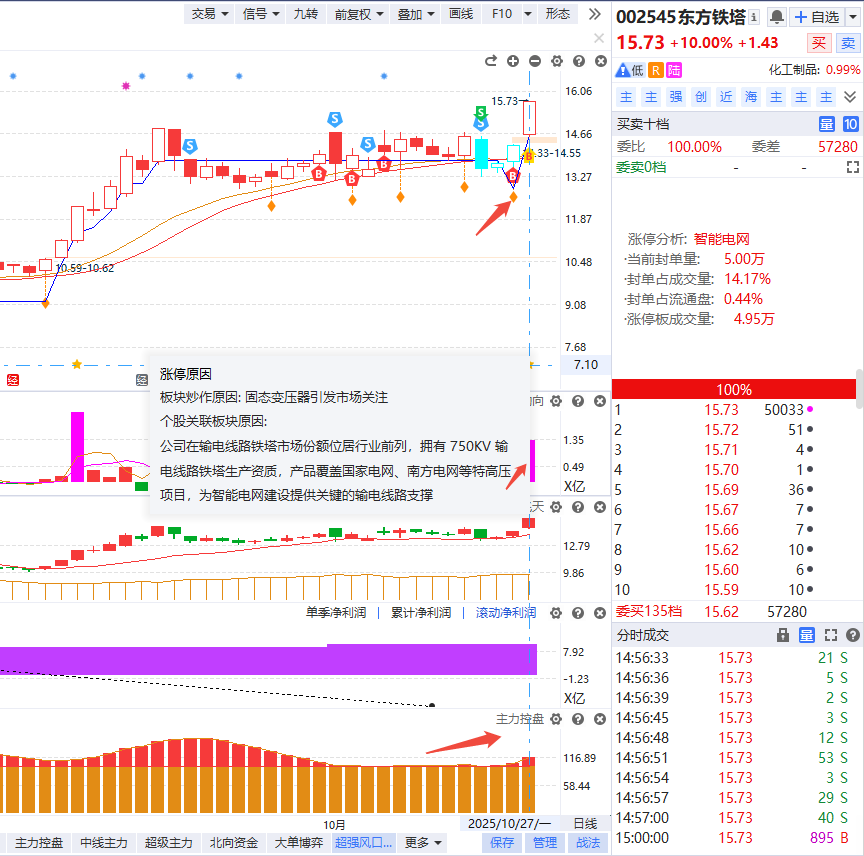 交易 信号 九转 前复权 叠加 画线 F10 形态
002545东方铁塔 自选
15.73 +10.00% +1.43 买 卖
低 R 陆 化工制品: 0.99%
主 主 强 创 近 海 主 主 主
买卖十档 量 10
委比 100.00% 委差 57280
委卖0档 - -
涨停分析: 智能电网
·当前封单量: 5.00万
·封单占成交量: 14.17%
·封单占流通盘: 0.44%
·涨停板成交量: 4.95万
100%
1 15.73 50033
2 15.72 51
3 15.71 4
4 15.70 1
5 15.69 36
6 15.67 7
7 15.66 7
8 15.62 10
9 15.60 6
10 15.59 10
委买135档 15.62 57280
分时成交 量
14:56:33 15.73 21 S
14:56:36 15.73 5 S
14:56:39 15.73 2 S
14:56:45 15.73 3 S
14:56:48 15.73 12 S
14:56:51 15.73 53 S
14:56:54 15.73 3 S
14:56:57 15.73 29 S
14:57:00 15.73 40 S
15:00:00 15.73 895 B
16.06
14.66
13.27
11.87
10.48
9.08
7.68
7.10
15.73
.33-14.55
10.59-10.62
S
S
S
S
S
B
B
B
B
B
涨停原因
板块炒作原因: 固态变压器引发市场关注
个股关联板块原因:
公司在输电线路铁塔市场份额位居行业前列，拥有 750KV 输
电线路铁塔生产资质，产品覆盖国家电网、南方电网等特高压
项目，为智能电网建设提供关键的输电线路支撑
向
1.35
0.49
X亿
天
12.79
9.86
单季净利润 | 累计净利润 | 滚动净利润
7.92
-1.23
X亿
主力控盘
116.89
58.44
10月 2025/10/27/一 日线
主力控盘 中线主力 超级主力 北向资金 大单博弈 超强风口... 更多 保存 管理 战法